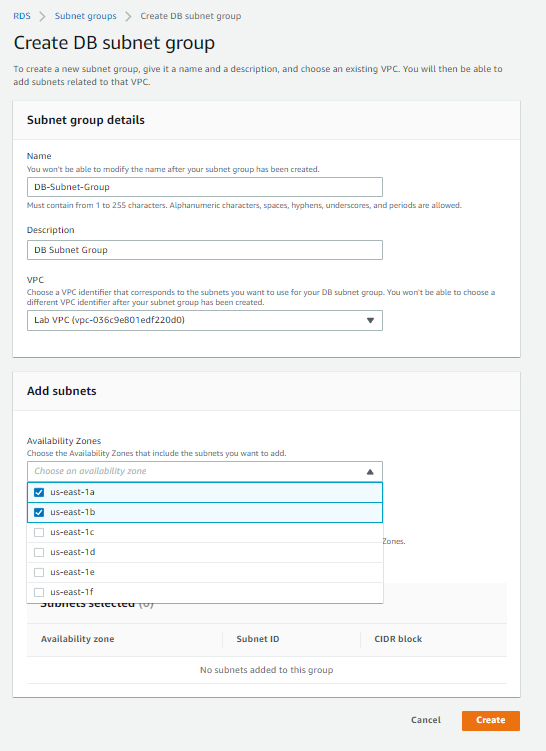 RDS > Subnet groups > Create DB subnet group
Create DB subnet group
To create a new subnet group, give it a name and a description, and choose an existing VPC. You will then be able to
add subnets related to that VPC.
Subnet group details
Name
You won't be able to modify the name after your subnet group has been created.
DB-Subnet-Group
Must contain from 1 to 255 characters. Alphanumeric characters, spaces, hyphens, underscores, and periods are allowed.
Description
DB Subnet Group
VPC
Choose a VPC identifier that corresponds to the subnets you want to use for your DB subnet group. You won't be able to choose a
different VPC identifier after your subnet group has been created.
Lab VPC (vpc-036c9e801edf220d0)
Add subnets
Availability Zones
Choose the Availability Zones that include the subnets you want to add.
Choose an availability zone
us-east-1a
us-east-1b
us-east-1c
Zones.
us-east-1d
us-east-1e
us-east-1f
Subnets selected (0)
Availability zone Subnet ID CIDR block
No subnets added to this group
Cancel Create